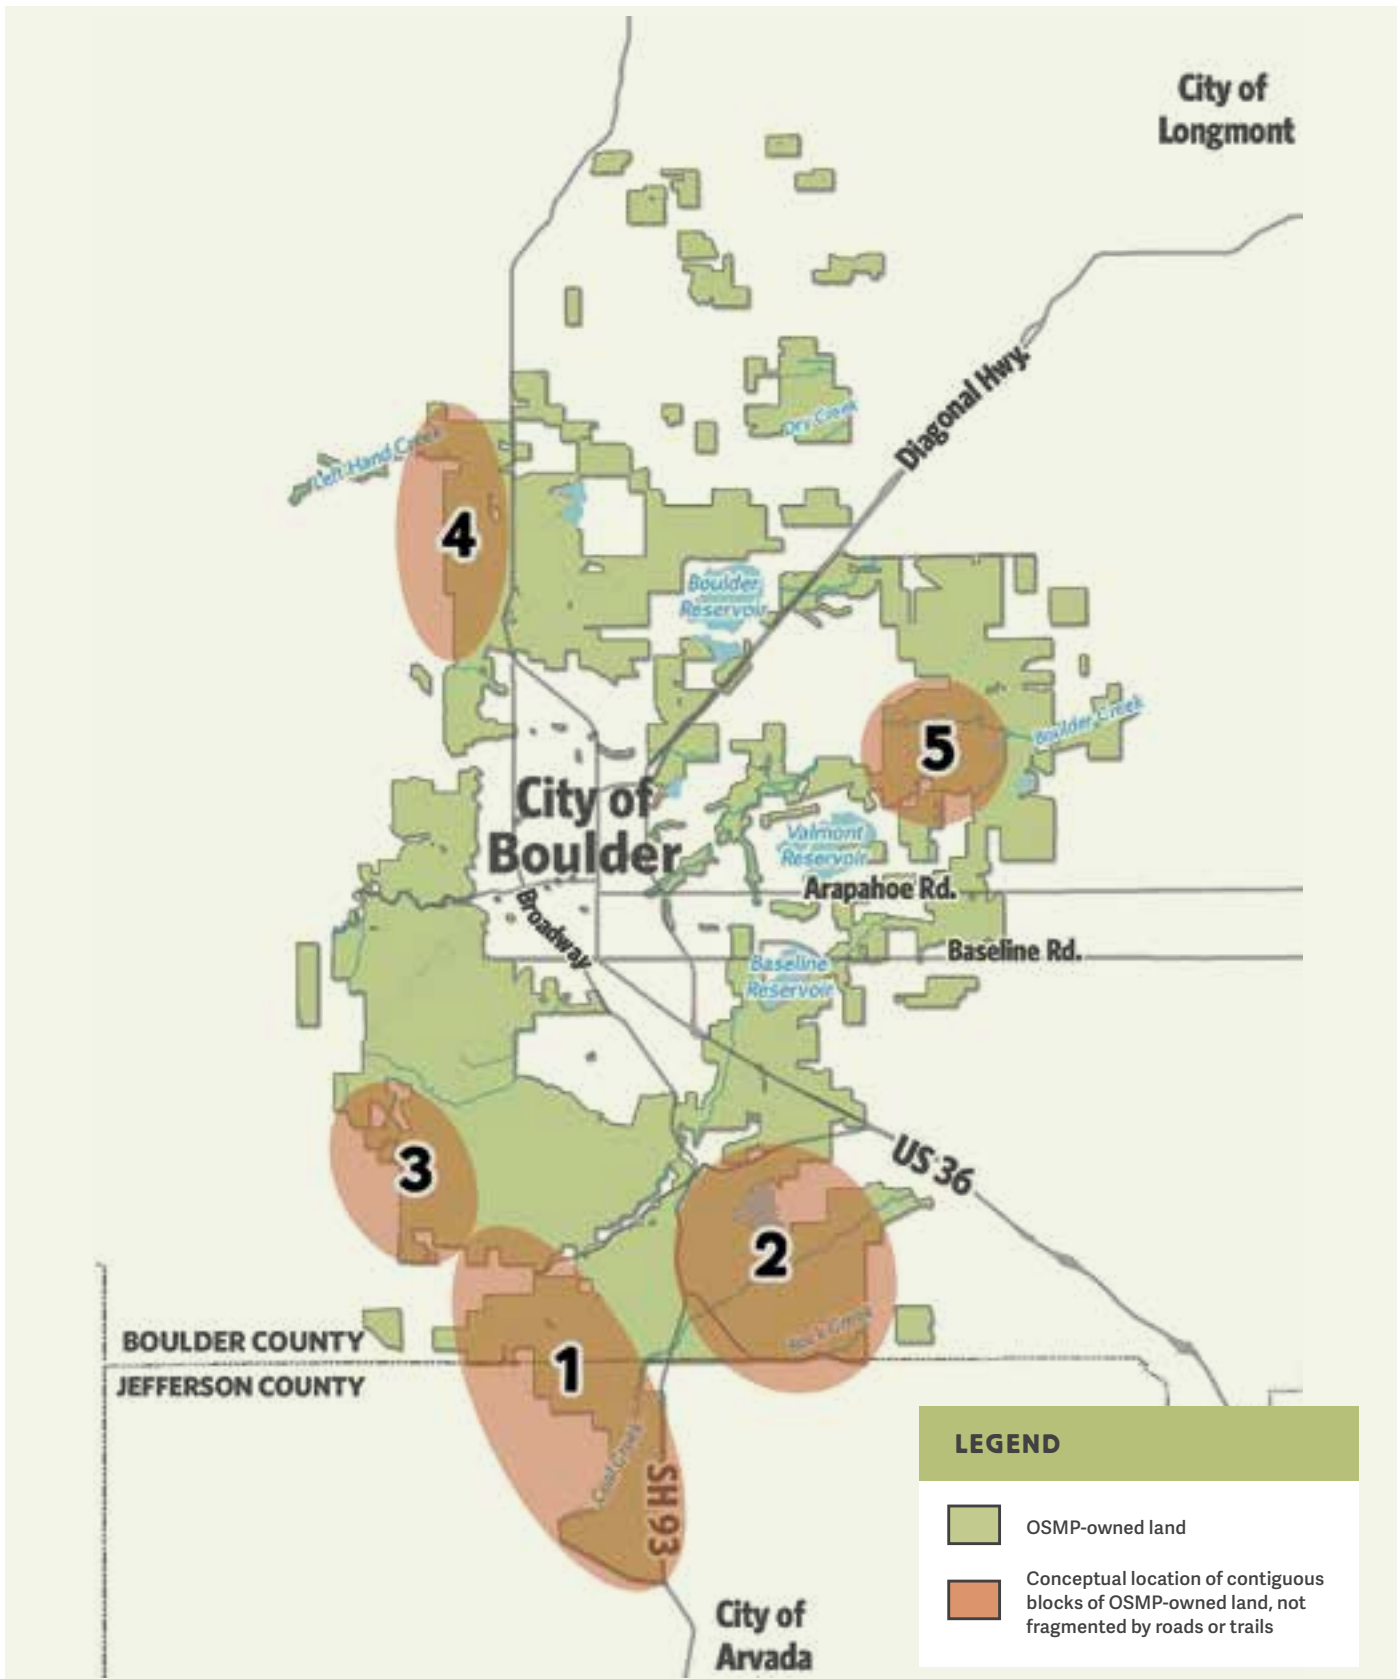 City of
Longmont
Diagonal Hwy.
Dry Creek
Left Hand Creek
4
Boulder
Reservoir
5
Boulder Creek
City of
Boulder
Valmont
Reservoir
Arapahoe Rd.
Broadway
Baseline Rd.
Baseline
Reservoir
US 36
3
2
Rock Creek
BOULDER COUNTY
JEFFERSON COUNTY
1
Coal Creek
SH 93
City of
Arvada
LEGEND
OSMP-owned land
Conceptual location of contiguous
blocks of OSMP-owned land, not
fragmented by roads or trails